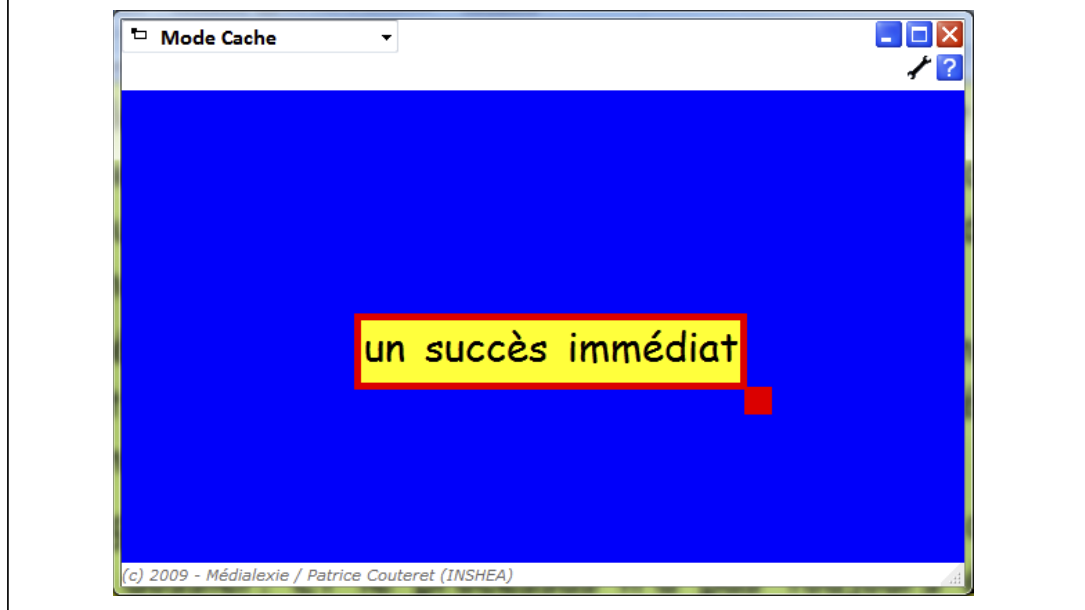 Mode Cache
?
un succès immédiat
(c) 2009 - Médialexie / Patrice Couteret (INSHEA)